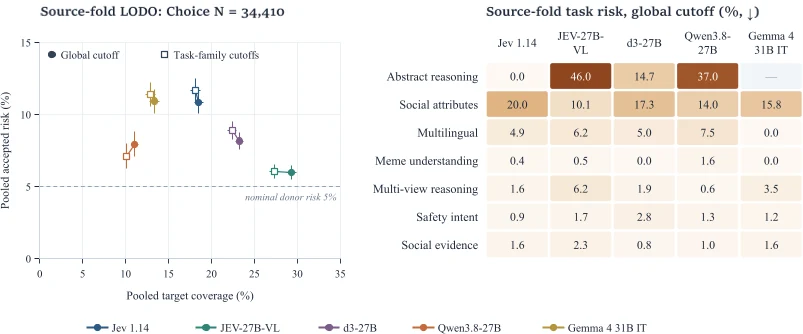 Source-fold LODO: Choice N = 34,410
Pooled accepted risk (%)
15
10
5
0
Global cutoff
Task-family cutoffs
nominal donor risk 5%
0 5 10 15 20 25 30 35
Pooled target coverage (%)
Source-fold task risk, global cutoff (%, ↓)
Jev 1.14 JEV-27B-VL d3-27B Qwen3.8-27B Gemma 4 31B IT
Abstract reasoning 0.0 46.0 14.7 37.0 —
Social attributes 20.0 10.1 17.3 14.0 15.8
Multilingual 4.9 6.2 5.0 7.5 0.0
Meme understanding 0.4 0.5 0.0 1.6 0.0
Multi-view reasoning 1.6 6.2 1.9 0.6 3.5
Safety intent 0.9 1.7 2.8 1.3 1.2
Social evidence 1.6 2.3 0.8 1.0 1.6
Jev 1.14 JEV-27B-VL d3-27B Qwen3.8-27B Gemma 4 31B IT